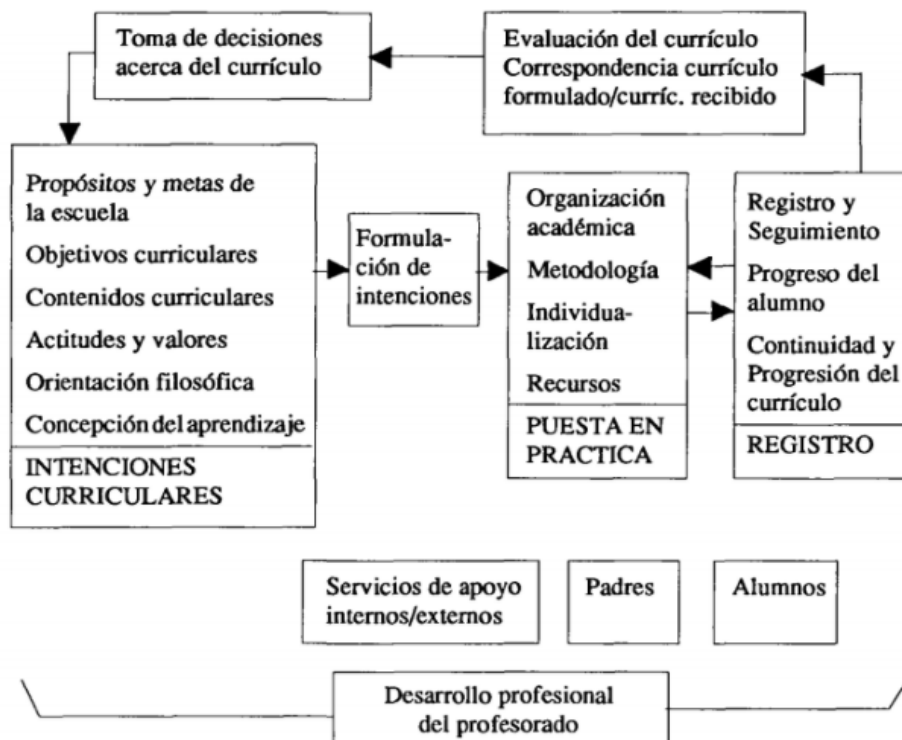 Toma de decisiones
acerca del currículo
Evaluación del currículo
Correspondencia currículo
formulado/curríc. recibido
Propósitos y metas de
la escuela
Objetivos curriculares
Contenidos curriculares
Actitudes y valores
Orientación filosófica
Concepción del aprendizaje
INTENCIONES
CURRICULARES
Formula-
ción de
intenciones
Organización
académica
Metodología
Individua-
lización
Recursos
PUESTA EN
PRACTICA
Registro y
Seguimiento
Progreso del
alumno
Continuidad y
Progresión del
currículo
REGISTRO
Servicios de apoyo
internos/externos
Padres
Alumnos
Desarrollo profesional
del profesorado